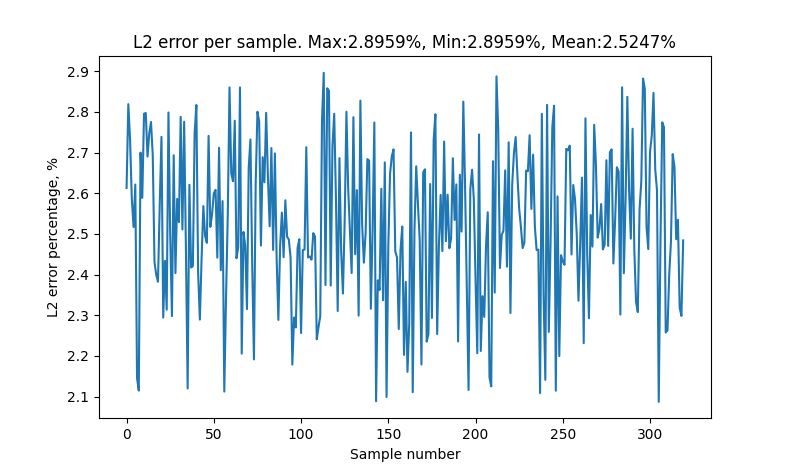 L2 error per sample. Max:2.8959%, Min:2.8959%, Mean:2.5247%
L2 error percentage, %
2.9
2.8
2.7
2.6
2.5
2.4
2.3
2.2
2.1
0 50 100 150 200 250 300
Sample number